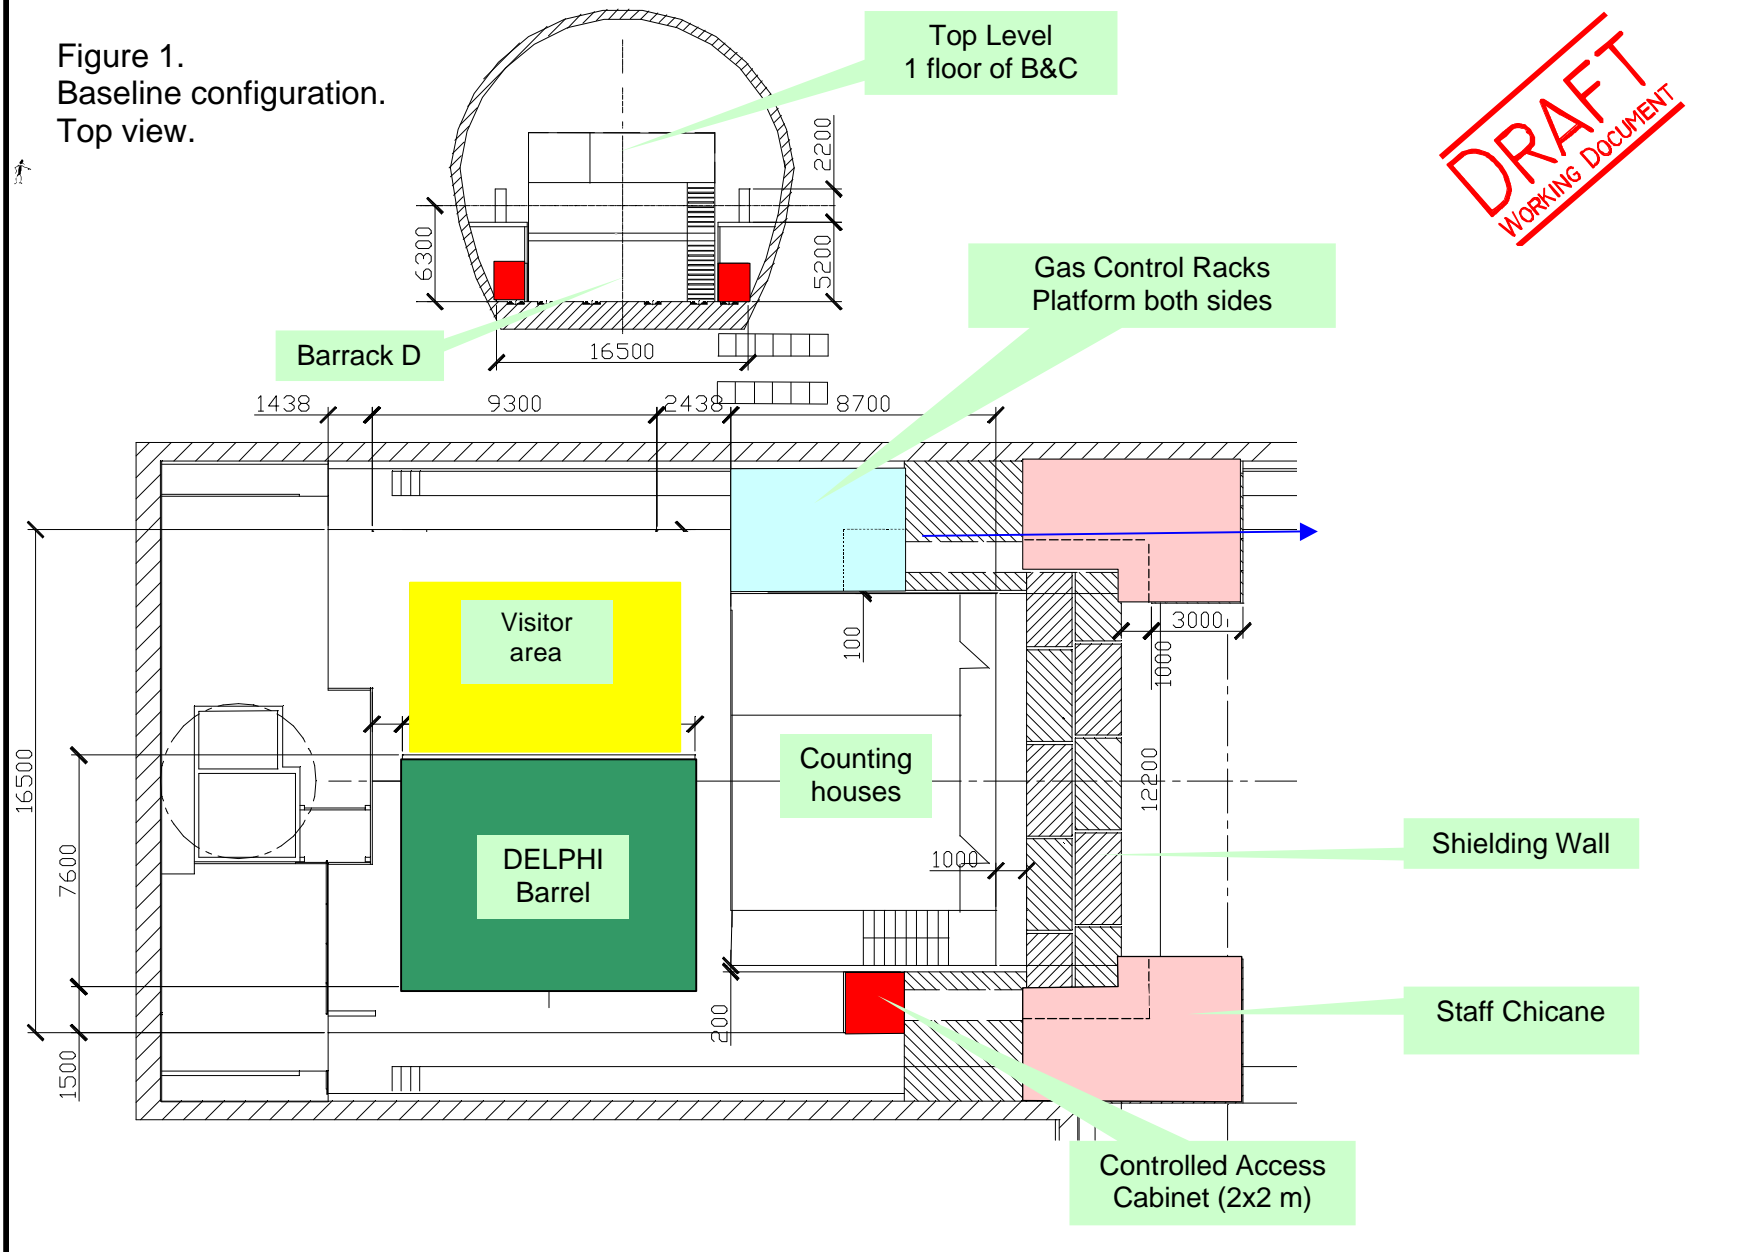 Figure 1.
Baseline configuration.
Top view.
Top Level
1 floor of B&C
DRAFT
WORKING DOCUMENT
2200
6300
5200
Gas Control Racks
Platform both sides
Barrack D
16500
1438
9300
2438
8700
Visitor
area
100
3000
1000
16500
7600
Counting
houses
12200
DELPHI
Barrel
1000
Shielding Wall
Staff Chicane
200
1500
Controlled Access
Cabinet (2x2 m)